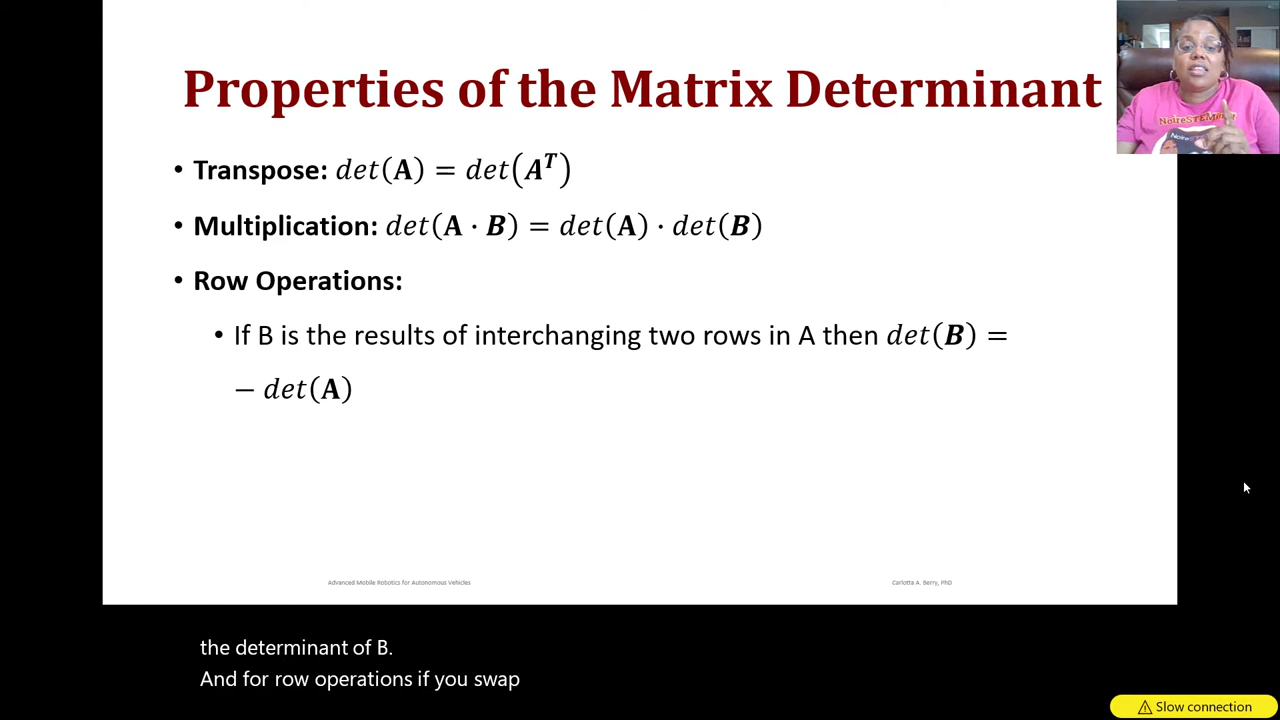 Properties of the Matrix Determinant
• Transpose: det(A) = det(Aᵀ)
• Multiplication: det(A · B) = det(A) · det(B)
• Row Operations:
• If B is the results of interchanging two rows in A then det(B) =
− det(A)
Advanced Mobile Robotics for Autonomous Vehicles
Carlotta A. Berry, PhD
the determinant of B.
And for row operations if you swap
Slow connection